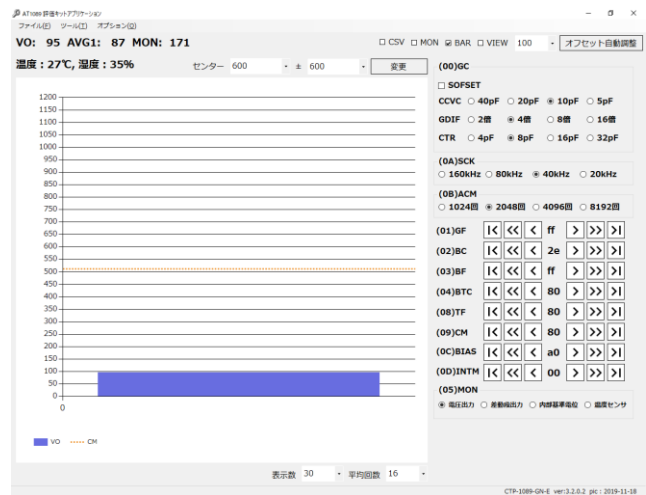 AT1089 評価キットアプリケーション
ファイル(F) ツール(T) オプション(O)
VO: 95 AVG1: 87 MON: 171
CSV MON BAR VIEW 100 オフセット自動調整
温度：27℃, 湿度：35%
センター 600 ± 600 変更
1200
1150
1100
1050
1000
950
900
850
800
750
700
650
600
550
500
450
400
350
300
250
200
150
100
50
0
0
VO CM
表示数 30 平均回数 16
(00)GC
SOFSET
CCVC 40pF 20pF 10pF 5pF
GDIF 2倍 4倍 8倍 16倍
CTR 4pF 8pF 16pF 32pF
(0A)SCK
160kHz 80kHz 40kHz 20kHz
(0B)ACM
1024回 2048回 4096回 8192回
(01)GF |< << < ff > >> >|
(02)BC |< << < 2e > >> >|
(03)BF |< << < ff > >> >|
(04)BTC |< << < 80 > >> >|
(08)TF |< << < 80 > >> >|
(09)CM |< << < 80 > >> >|
(0C)BIAS |< << < a0 > >> >|
(0D)INTM |< << < 00 > >> >|
(05)MON
電圧出力 差動段出力 内部基準電位 温度センサ
CTP-1089-GN-E ver:3.2.0.2 pic : 2019-11-18